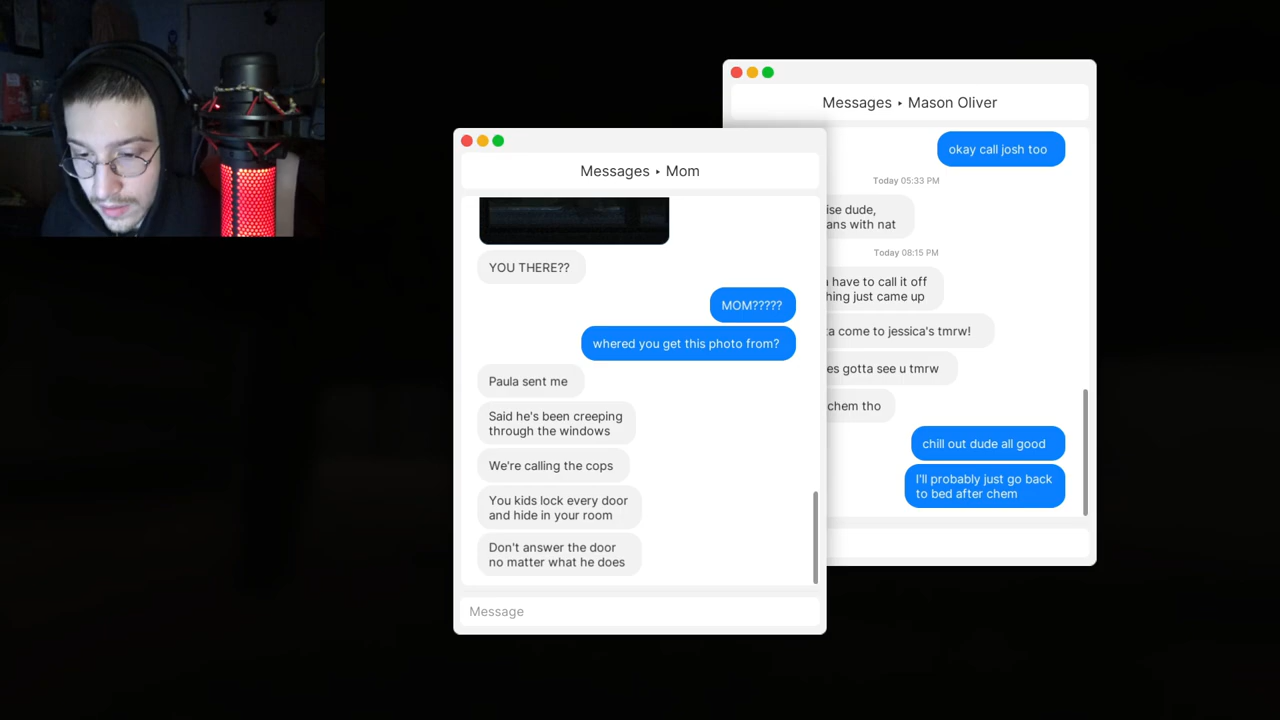 Messages ‣ Mason Oliver
okay call josh too
Today 05:33 PM
ise dude,
ans with nat
Today 08:15 PM
have to call it off
hing just came up
a come to jessica's tmrw!
es gotta see u tmrw
chem tho
chill out dude all good
I'll probably just go back
to bed after chem
Messages ‣ Mom
YOU THERE??
MOM?????
whered you get this photo from?
Paula sent me
Said he's been creeping
through the windows
We're calling the cops
You kids lock every door
and hide in your room
Don't answer the door
no matter what he does
Message